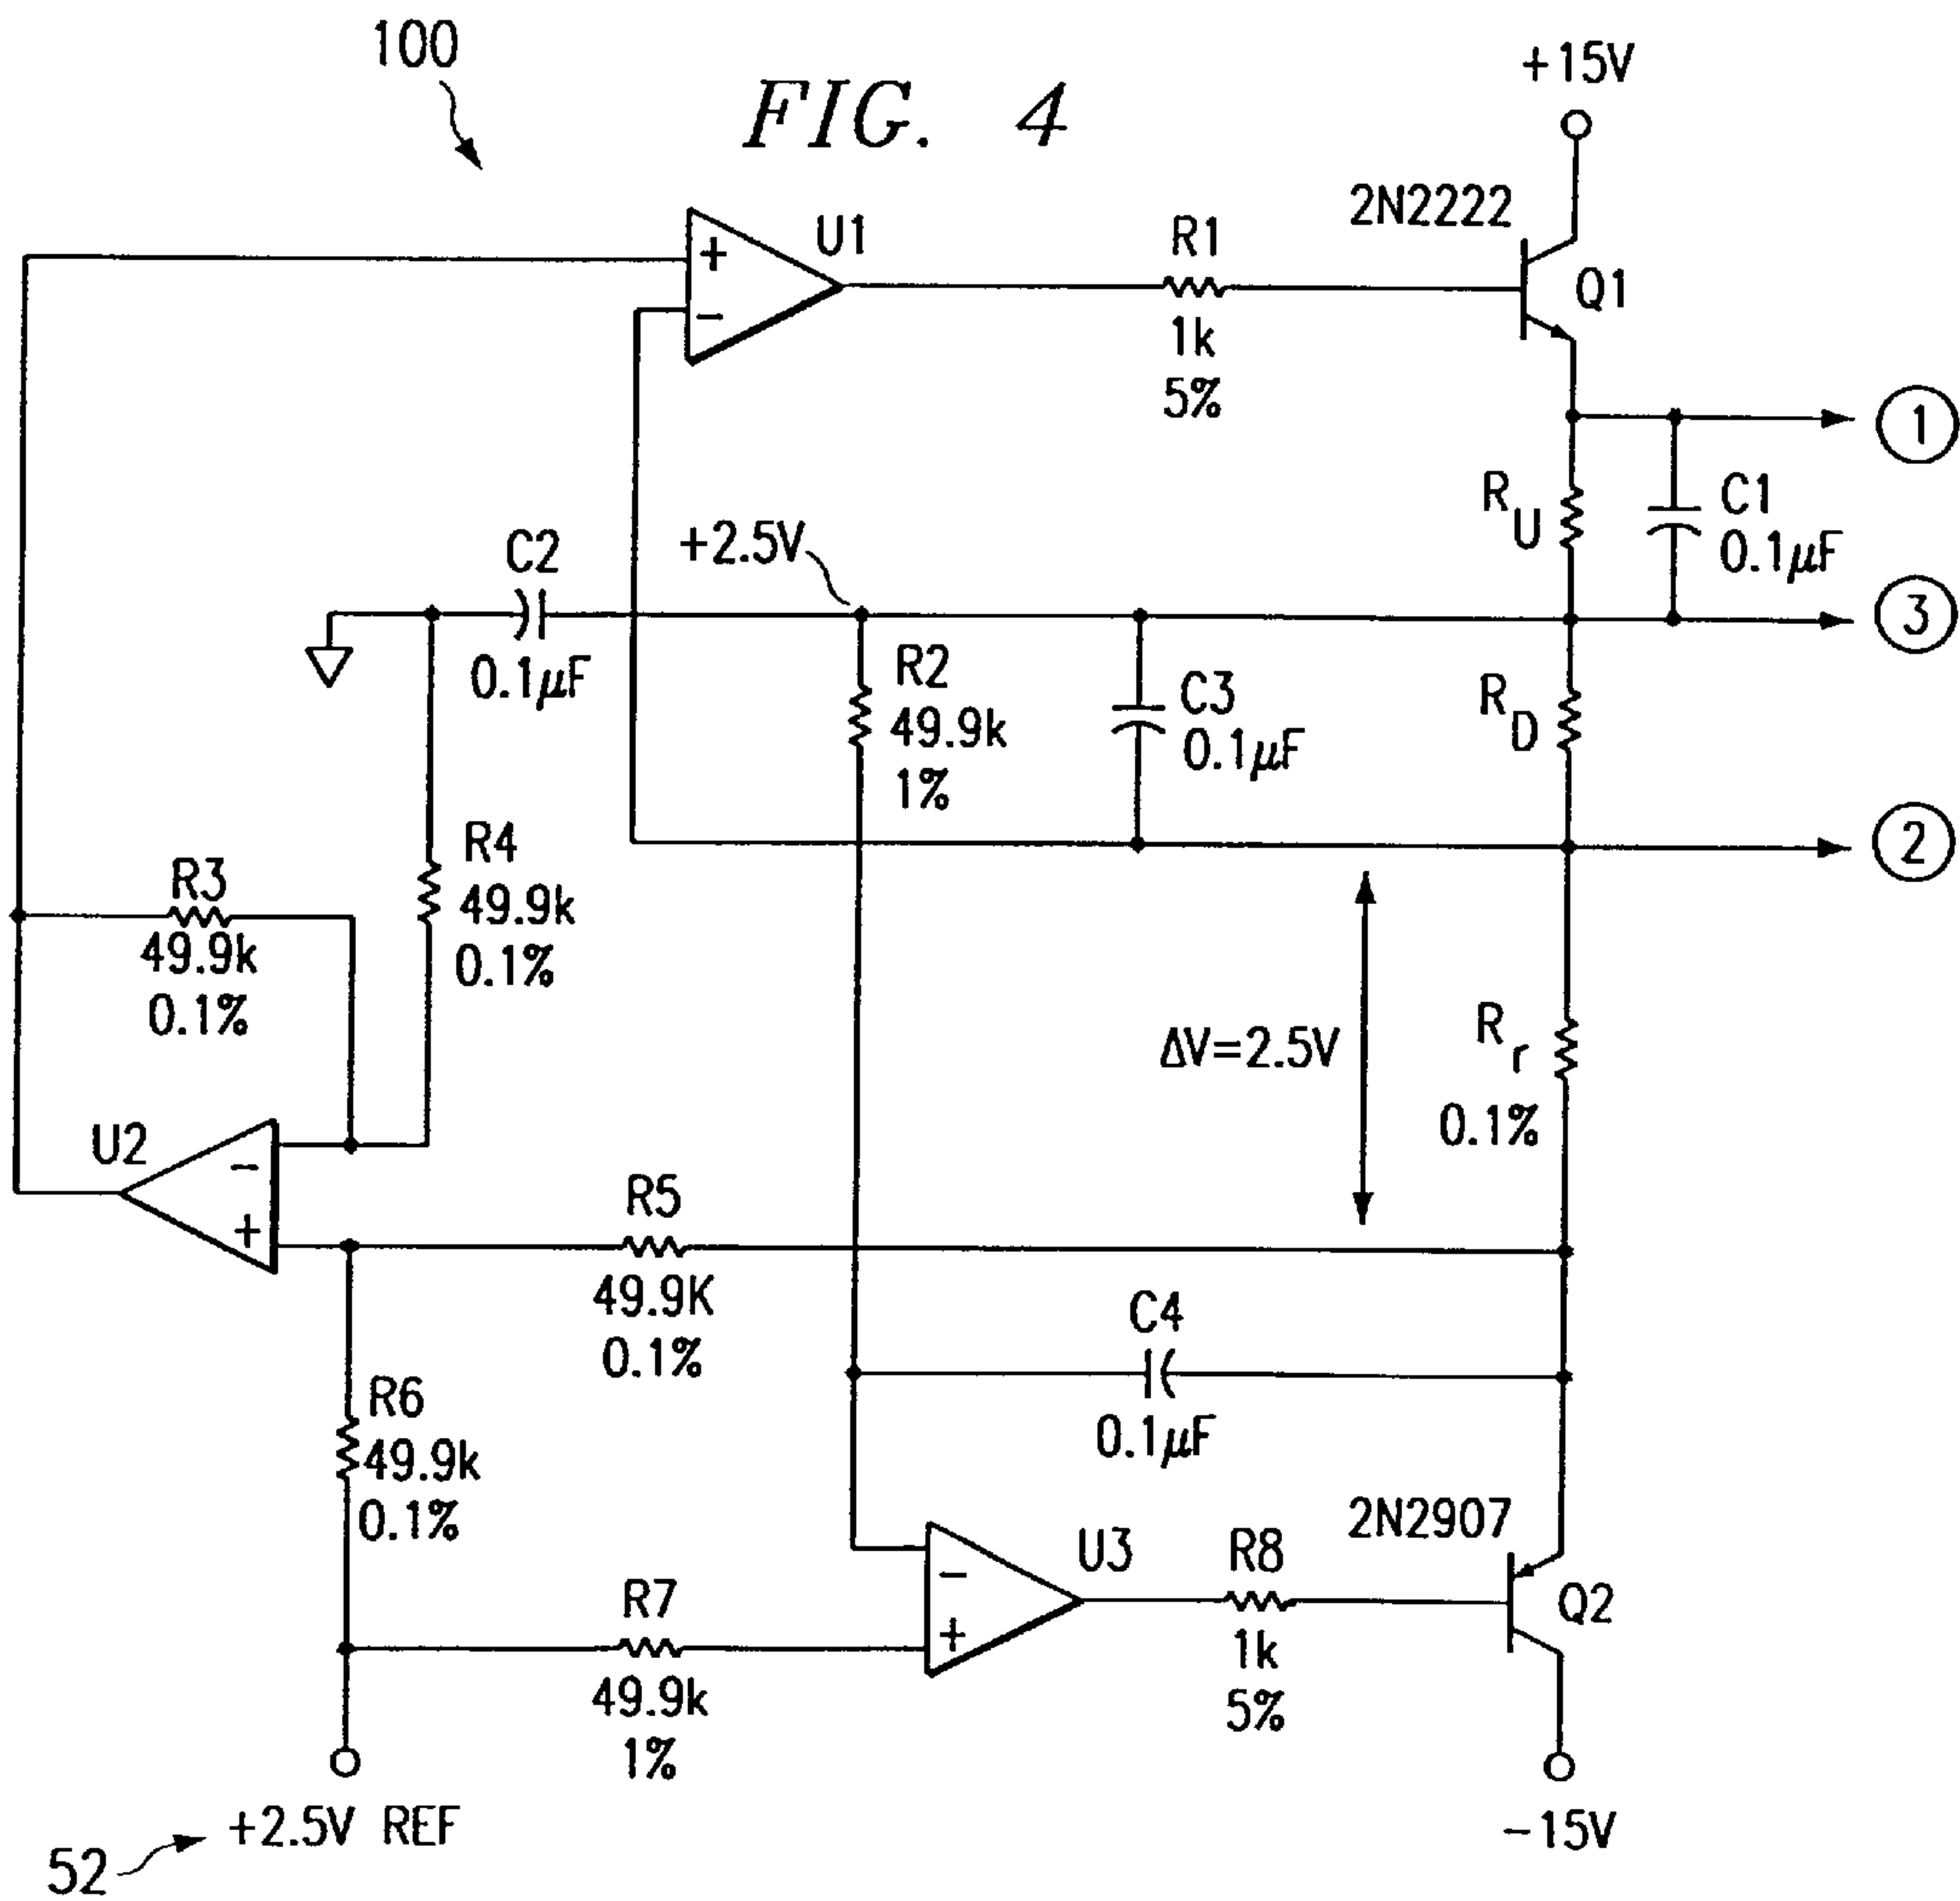 100
FIG. 4
+15V
2N2222
U1
R1
Q1
+
−
1k
5%
1
R
U
C1
0.1µF
C2
+2.5V
3
0.1µF
R2
49.9k
1%
C3
0.1µF
R
D
R4
49.9k
0.1%
2
R3
49.9k
0.1%
ΔV=2.5V
R
r
0.1%
U2
−
+
R5
49.9K
0.1%
C4
0.1µF
R6
49.9k
0.1%
2N2907
U3
R8
−
+
Q2
R7
49.9k
1%
1k
5%
+2.5V REF
−15V
52